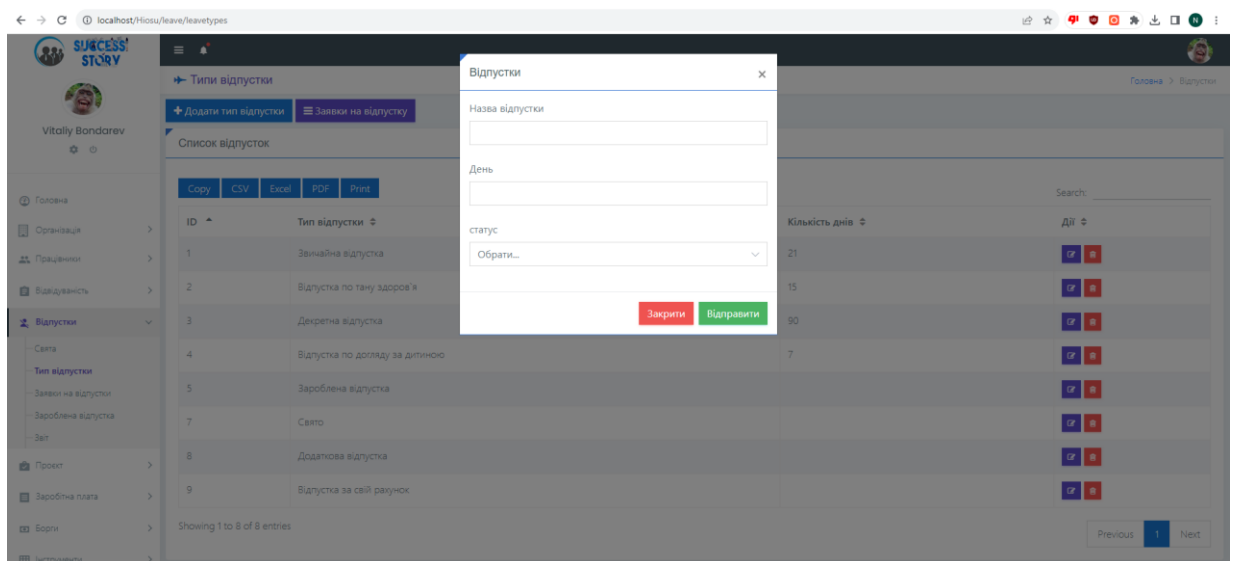 localhost/Hiosu/leave/leavetypes
N
SUCCESS
STORY
Типи відпустки
Головна > Відпустки
Vitaliy Bondarev
Додати тип відпустки
Заявки на відпустку
Список відпусток
Copy
CSV
Excel
PDF
Print
Search:
ID
Тип відпустки
Кількість днів
Дії
1 Звичайна відпустка 21
2 Відпустка по тану здоров'я 15
3 Декретна відпустка 90
4 Відпустка по догляду за дитиною 7
5 Зароблена відпустка
7 Свято
8 Додаткова відпустка
9 Відпустка за свій рахунок
Showing 1 to 8 of 8 entries
Previous 1 Next
Головна
Організація
Працівники
Відвідуваність
Відпустки
Свята
Тип відпустки
Заявки на відпустки
Зароблена відпустка
Звіт
Проєкт
Заробітна плата
Борги
Інструменти
Відпустки
×
Назва відпустки
День
статус
Обрати...
Закрити
Відправити